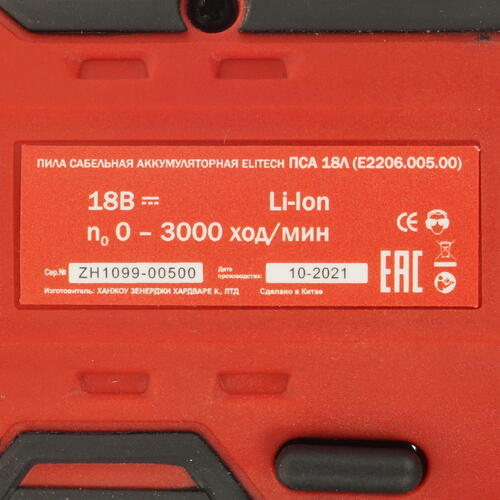 ПИЛА САБЕЛЬНАЯ АККУМУЛЯТОРНАЯ ELITECH ПСА 18Л (E2206.005.00)
18В Li-Ion
n₀ 0 – 3000 ход/мин
CE
Сер.№ ZH1099-00500 Дата производства: 10-2021
EAC
Изготовитель: ХАНЖОУ ЗЕНЕРДЖИ ХАРДВАРЕ К., ЛТД Сделано в Китае